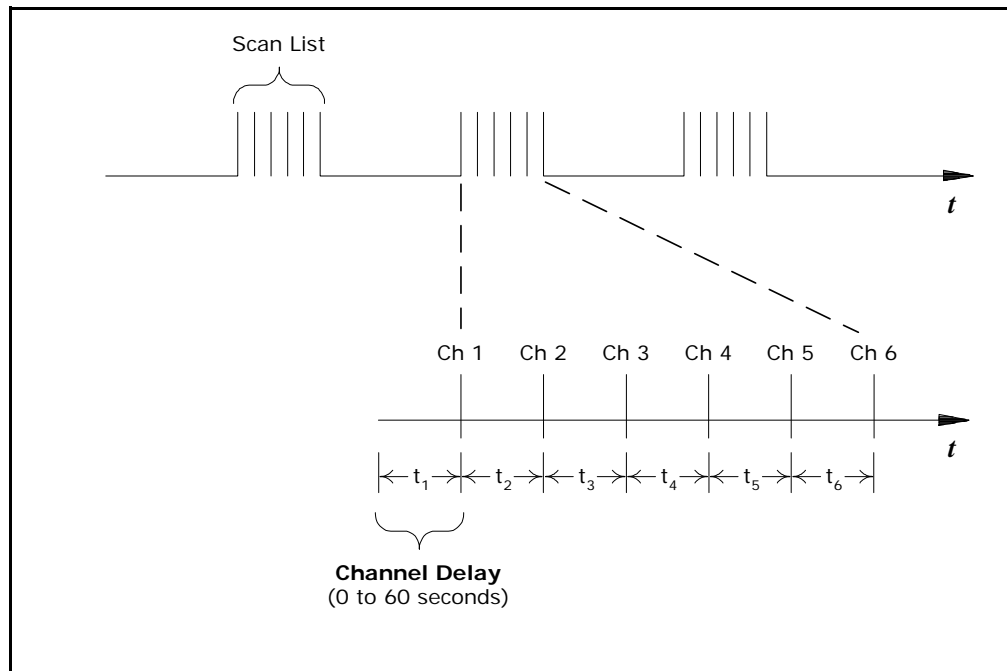 Scan List
t
Ch 1 Ch 2 Ch 3 Ch 4 Ch 5 Ch 6
t
t₁ t₂ t₃ t₄ t₅ t₆
Channel Delay
(0 to 60 seconds)